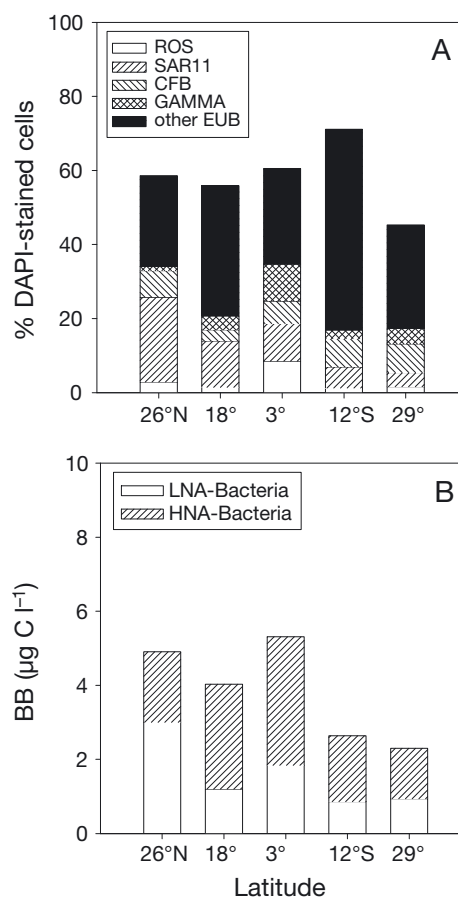 100
80
60
40
20
0
% DAPI-stained cells
ROS
SAR11
CFB
GAMMA
other EUB
A
26°N 18° 3° 12°S 29°
10
8
6
4
2
0
BB (µg C l⁻¹)
LNA-Bacteria
HNA-Bacteria
B
26°N 18° 3° 12°S 29°
Latitude